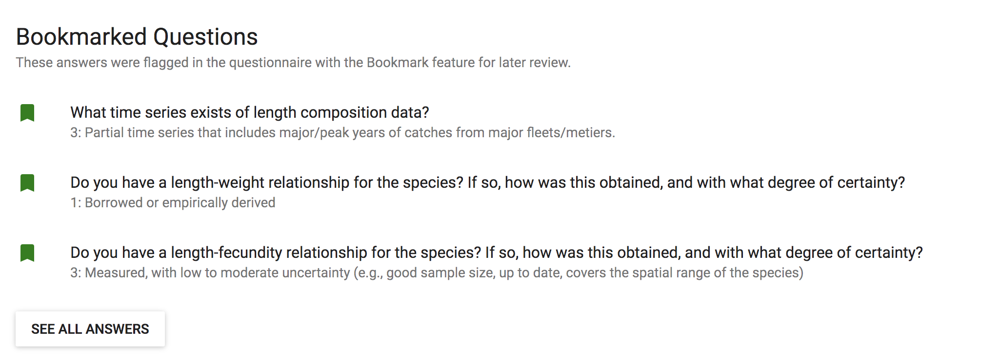 Bookmarked Questions
These answers were flagged in the questionnaire with the Bookmark feature for later review.
What time series exists of length composition data?
3: Partial time series that includes major/peak years of catches from major fleets/metiers.
Do you have a length-weight relationship for the species? If so, how was this obtained, and with what degree of certainty?
1: Borrowed or empirically derived
Do you have a length-fecundity relationship for the species? If so, how was this obtained, and with what degree of certainty?
3: Measured, with low to moderate uncertainty (e.g., good sample size, up to date, covers the spatial range of the species)
SEE ALL ANSWERS